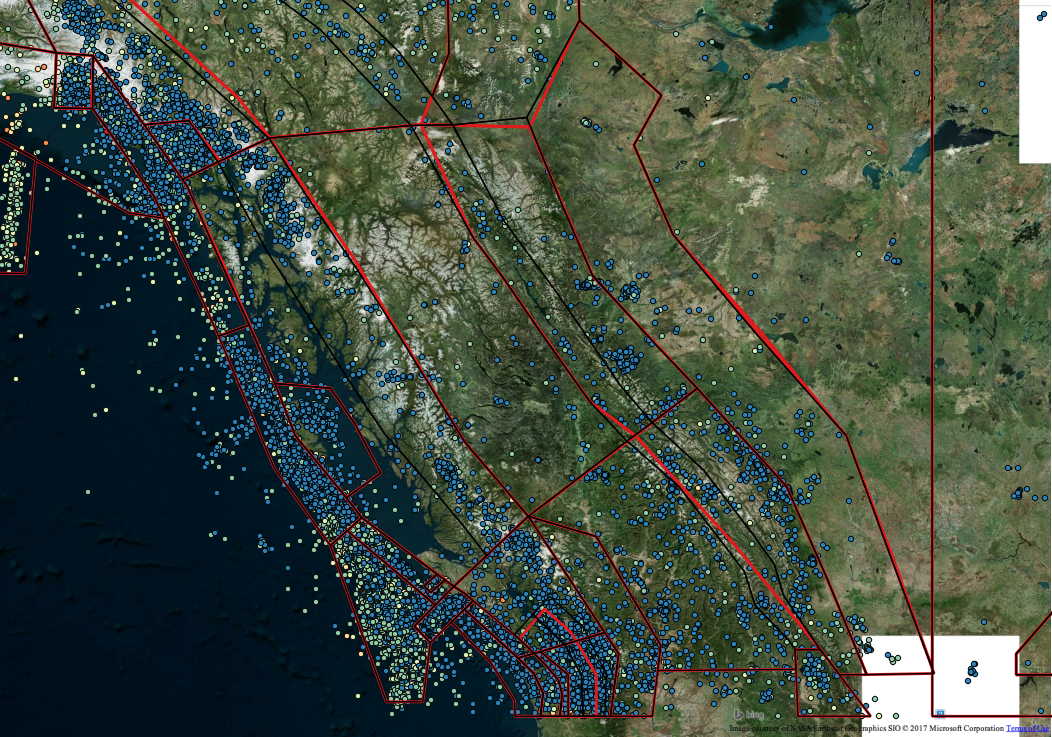 bing
Image courtesy of NASA Earthstar Geographics SIO © 2017 Microsoft Corporation Terms of Use